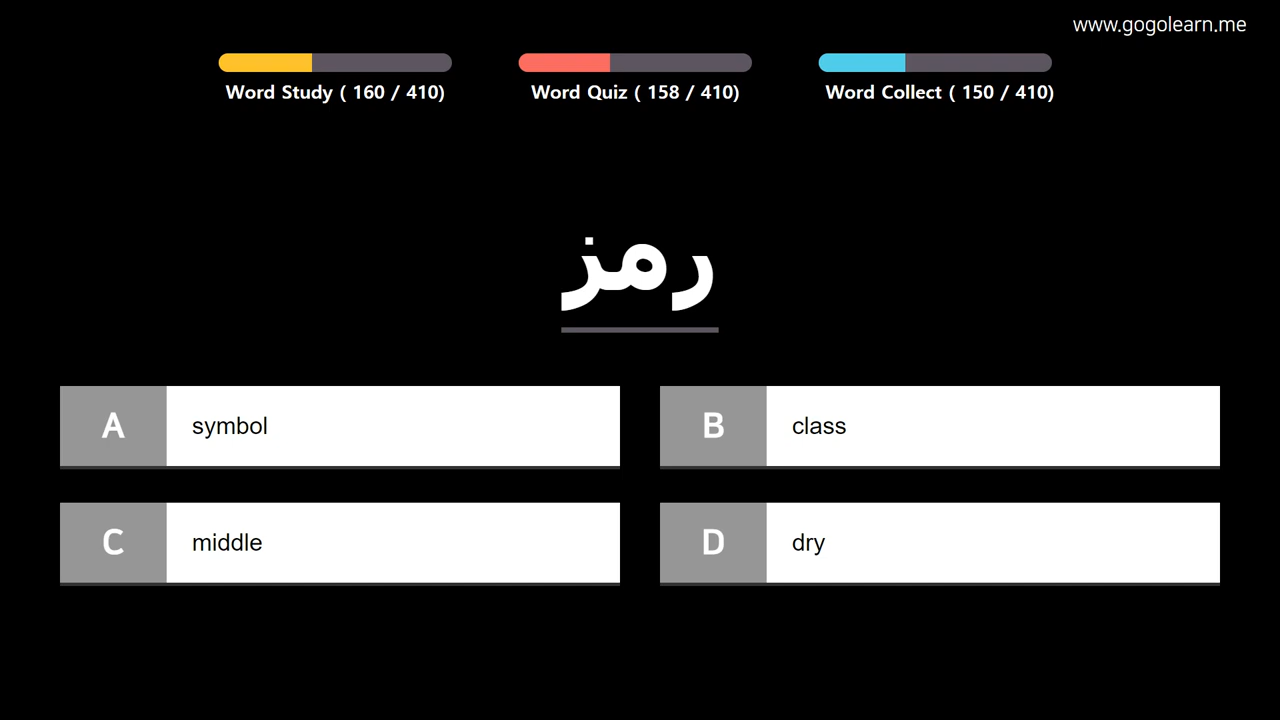 www.gogolearn.me
Word Study ( 160 / 410)
Word Quiz ( 158 / 410)
Word Collect ( 150 / 410)
رمز
A symbol
B class
C middle
D dry